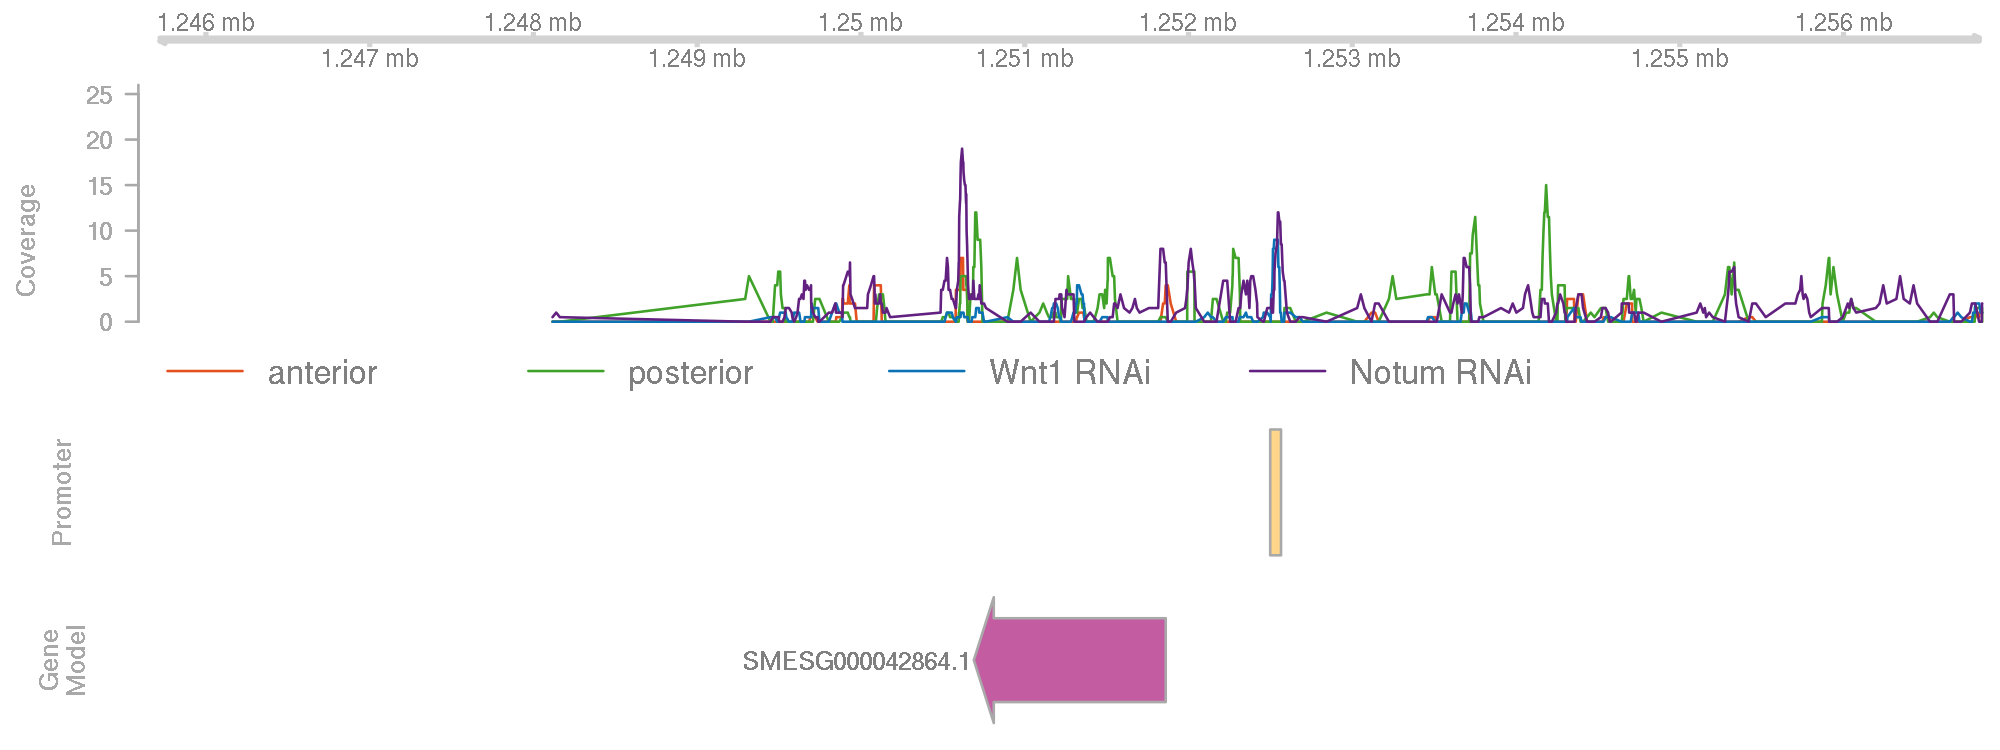 1.246 mb 1.248 mb 1.25 mb 1.252 mb 1.254 mb 1.256 mb
1.247 mb 1.249 mb 1.251 mb 1.253 mb 1.255 mb
Coverage
25
20
15
10
5
0
anterior posterior Wnt1 RNAi Notum RNAi
Promoter
Gene
Model
SMESG000042864.1